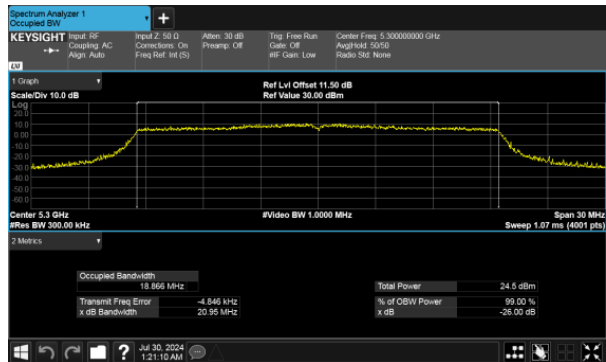 Spectrum Analyzer 1
Occupied BW
KEYSIGHT
Input: RF
Coupling: AC
Align: Auto
Input Z: 50 Ω
Corrections: On
Freq Ref: Int (S)
Atten: 30 dB
Preamp: Off
Trig: Free Run
Gate: Off
#IF Gain: Low
Center Freq: 5.300000000 GHz
Avg|Hold: 50/50
Radio Std: None
1 Graph
Scale/Div 10.0 dB
Ref Lvl Offset 11.50 dB
Ref Value 30.00 dBm
Log
20.0
10.0
0.00
-10.0
-20.0
-30.0
-40.0
-50.0
-60.0
Center 5.3 GHz
#Res BW 300.00 kHz
#Video BW 1.0000 MHz
Span 30 MHz
Sweep 1.07 ms (4001 pts)
2 Metrics
Occupied Bandwidth
18.866 MHz
Transmit Freq Error -4.846 kHz
x dB Bandwidth 20.95 MHz
Total Power 24.5 dBm
% of OBW Power 99.00 %
x dB -26.00 dB
Jul 30, 2024
1:21:10 AM